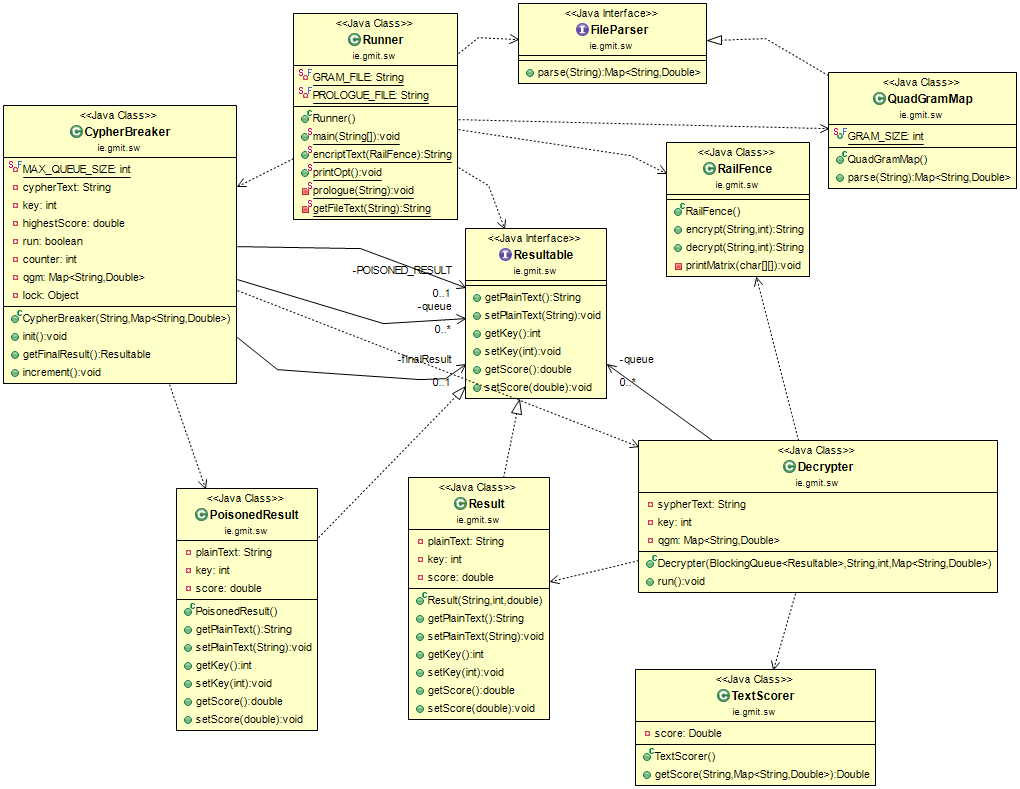 <<Java Class>>
Runner
ie.gmit.sw
GRAM_FILE: String
PROLOGUE_FILE: String
Runner()
main(String[]):void
encriptText(RailFence):String
printOpt():void
prologue(String):void
getFileText(String):String
<<Java Interface>>
FileParser
ie.gmit.sw
parse(String):Map<String,Double>
<<Java Class>>
QuadGramMap
ie.gmit.sw
GRAM_SIZE: int
QuadGramMap()
parse(String):Map<String,Double>
<<Java Class>>
CypherBreaker
ie.gmit.sw
MAX_QUEUE_SIZE: int
cypherText: String
key: int
highestScore: double
run: boolean
counter: int
qgm: Map<String,Double>
lock: Object
CypherBreaker(String,Map<String,Double>)
init():void
getFinalResult():Resultable
increment():void
<<Java Class>>
RailFence
ie.gmit.sw
RailFence()
encrypt(String,int):String
decrypt(String,int):String
printMatrix(char[][]):void
<<Java Interface>>
Resultable
ie.gmit.sw
getPlainText():String
setPlainText(String):void
getKey():int
setKey(int):void
getScore():double
setScore(double):void
-POISONED_RESULT
0..1
-queue
0..*
-finalResult
0..1
-queue
0..*
<<Java Class>>
Decrypter
ie.gmit.sw
sypherText: String
key: int
qgm: Map<String,Double>
Decrypter(BlockingQueue<Resultable>,String,int,Map<String,Double>)
run():void
<<Java Class>>
PoisonedResult
ie.gmit.sw
plainText: String
key: int
score: double
PoisonedResult()
getPlainText():String
setPlainText(String):void
getKey():int
setKey(int):void
getScore():double
setScore(double):void
<<Java Class>>
Result
ie.gmit.sw
plainText: String
key: int
score: double
Result(String,int,double)
getPlainText():String
setPlainText(String):void
getKey():int
setKey(int):void
getScore():double
setScore(double):void
<<Java Class>>
TextScorer
ie.gmit.sw
score: Double
TextScorer()
getScore(String,Map<String,Double>):Double